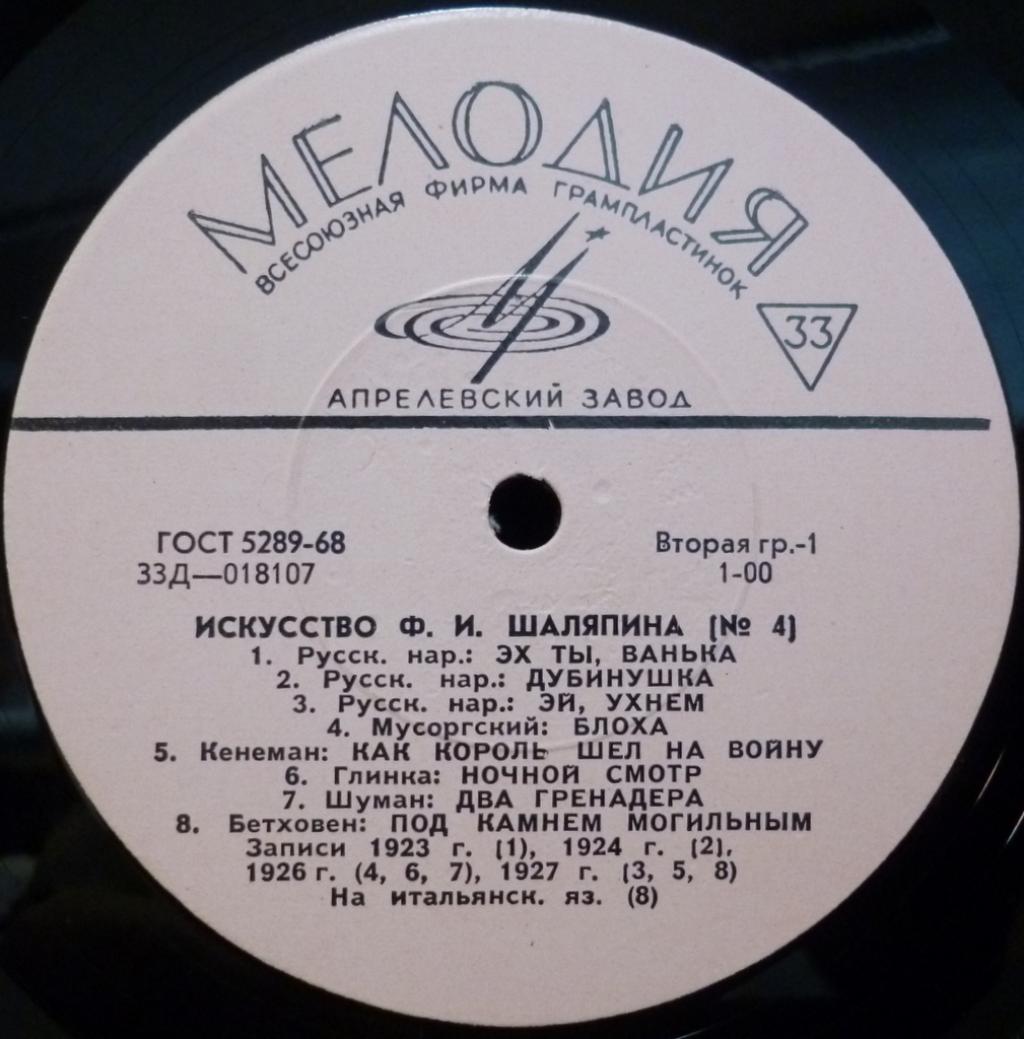 МЕЛОДИЯ
ВСЕСОЮЗНАЯ ФИРМА ГРАМПЛАСТИНОК
33
АПРЕЛЕВСКИЙ ЗАВОД
ГОСТ 5289-68
Вторая гр.-1
33Д—018107
1-00
ИСКУССТВО Ф. И. ШАЛЯПИНА (№ 4)
1. Русск. нар.: ЭХ ТЫ, ВАНЬКА
2. Русск. нар.: ДУБИНУШКА
3. Русск. нар.: ЭЙ, УХНЕМ
4. Мусоргский: БЛОХА
5. Кенеман: КАК КОРОЛЬ ШЕЛ НА ВОЙНУ
6. Глинка: НОЧНОЙ СМОТР
7. Шуман: ДВА ГРЕНАДЕРА
8. Бетховен: ПОД КАМНЕМ МОГИЛЬНЫМ
Записи 1923 г. (1), 1924 г. (2),
1926 г. (4, 6, 7), 1927 г. (3, 5, 8)
На итальянск. яз. (8)